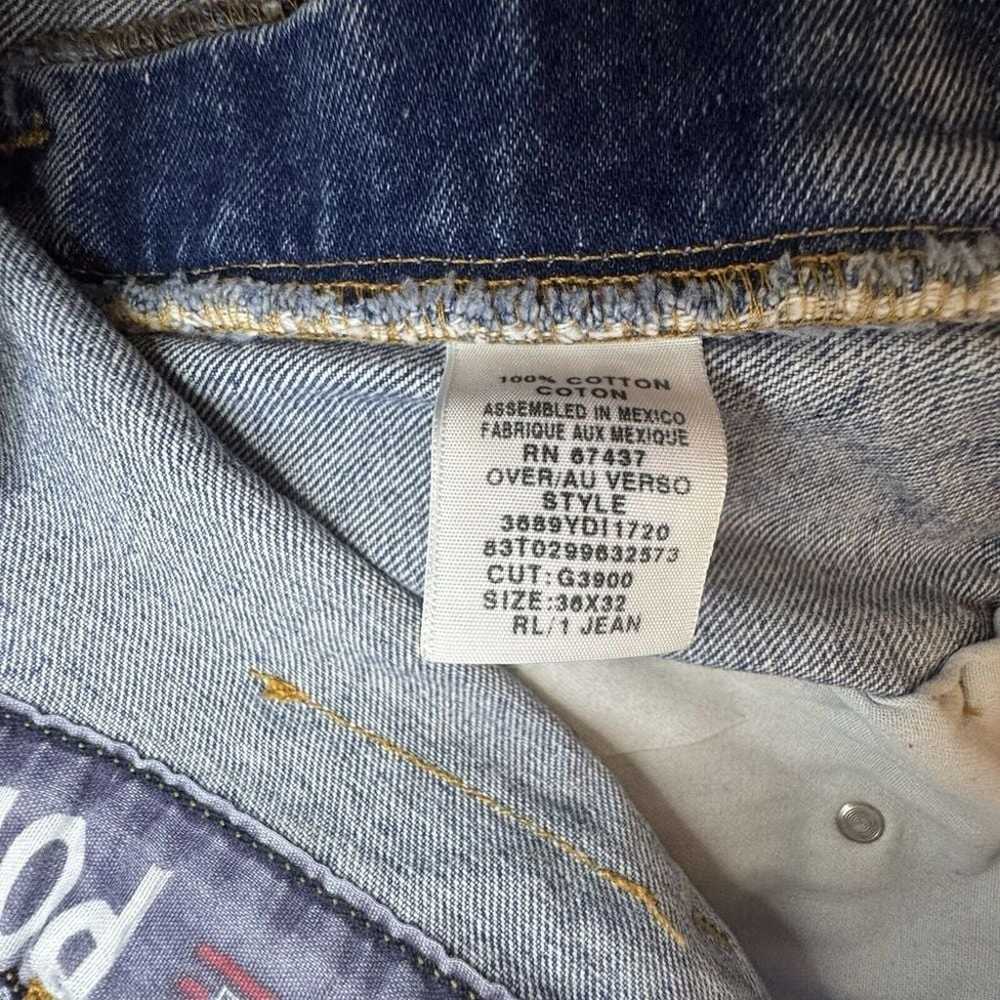 100% COTTON
COTON
ASSEMBLED IN MEXICO
FABRIQUE AUX MEXIQUE
RN 67437
OVER/AU VERSO
STYLE
3689YDI1720
83T0299632573
CUT: G3900
SIZE:36X32
RL/1 JEAN